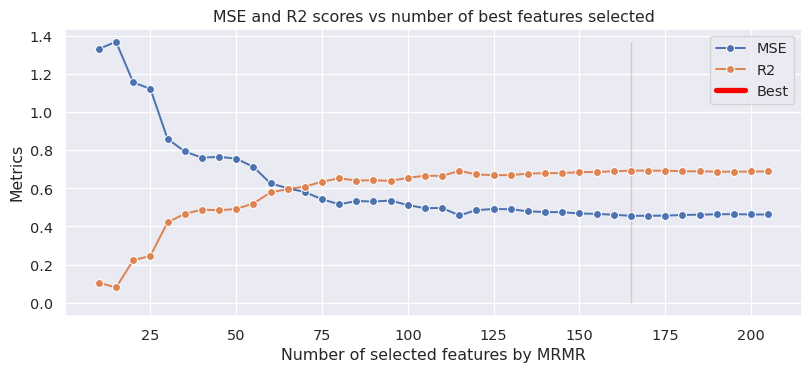 MSE and R2 scores vs number of best features selected
1.4
1.2
1.0
0.8
0.6
0.4
0.2
0.0
Metrics
MSE
R2
Best
25 50 75 100 125 150 175 200
Number of selected features by MRMR